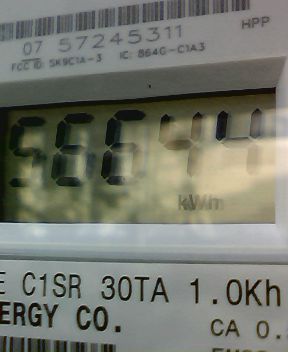 HPP
07 57245311
FCC ID: SK9C1A-3 IC: 864G-C1A3
56644
kWh
E C1SR 30TA 1.0Kh
ERGY CO.
CA 0.